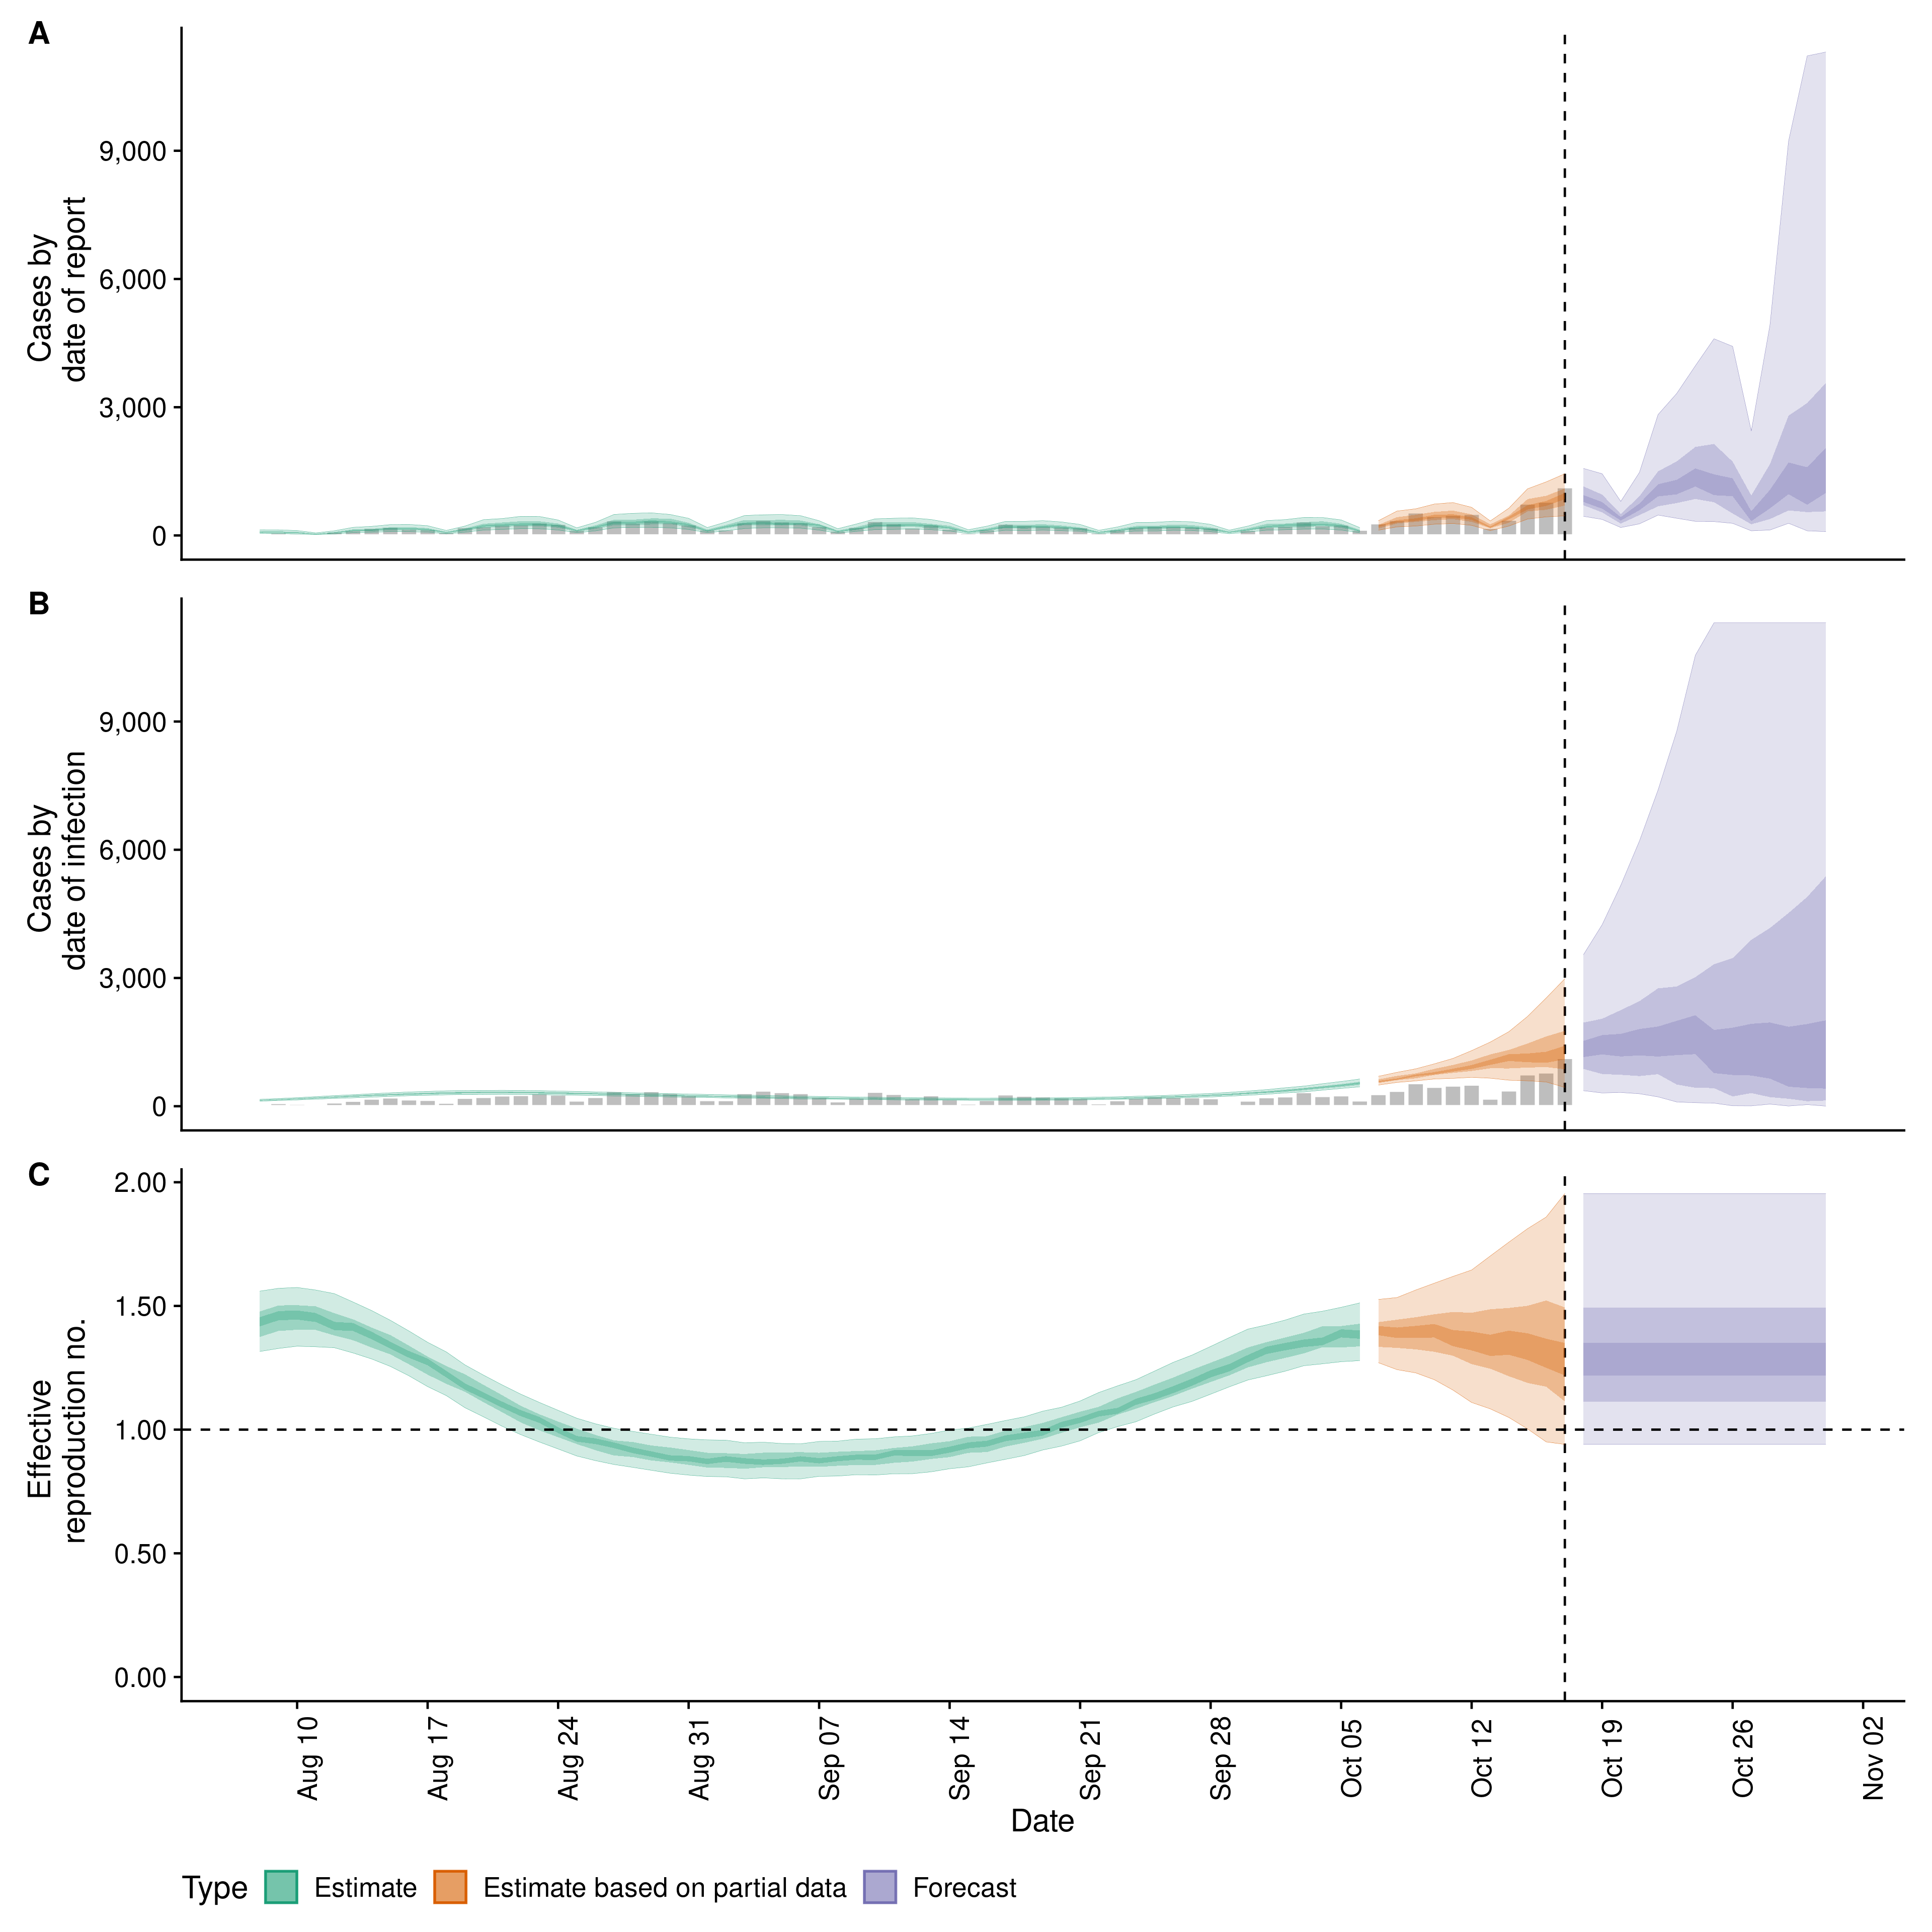 A
Cases by
date of report
9,000
6,000
3,000
0
B
Cases by
date of infection
9,000
6,000
3,000
0
C
Effective
reproduction no.
2.00
1.50
1.00
0.50
0.00
Aug 10
Aug 17
Aug 24
Aug 31
Sep 07
Sep 14
Sep 21
Sep 28
Oct 05
Oct 12
Oct 19
Oct 26
Nov 02
Date
Type Estimate Estimate based on partial data Forecast